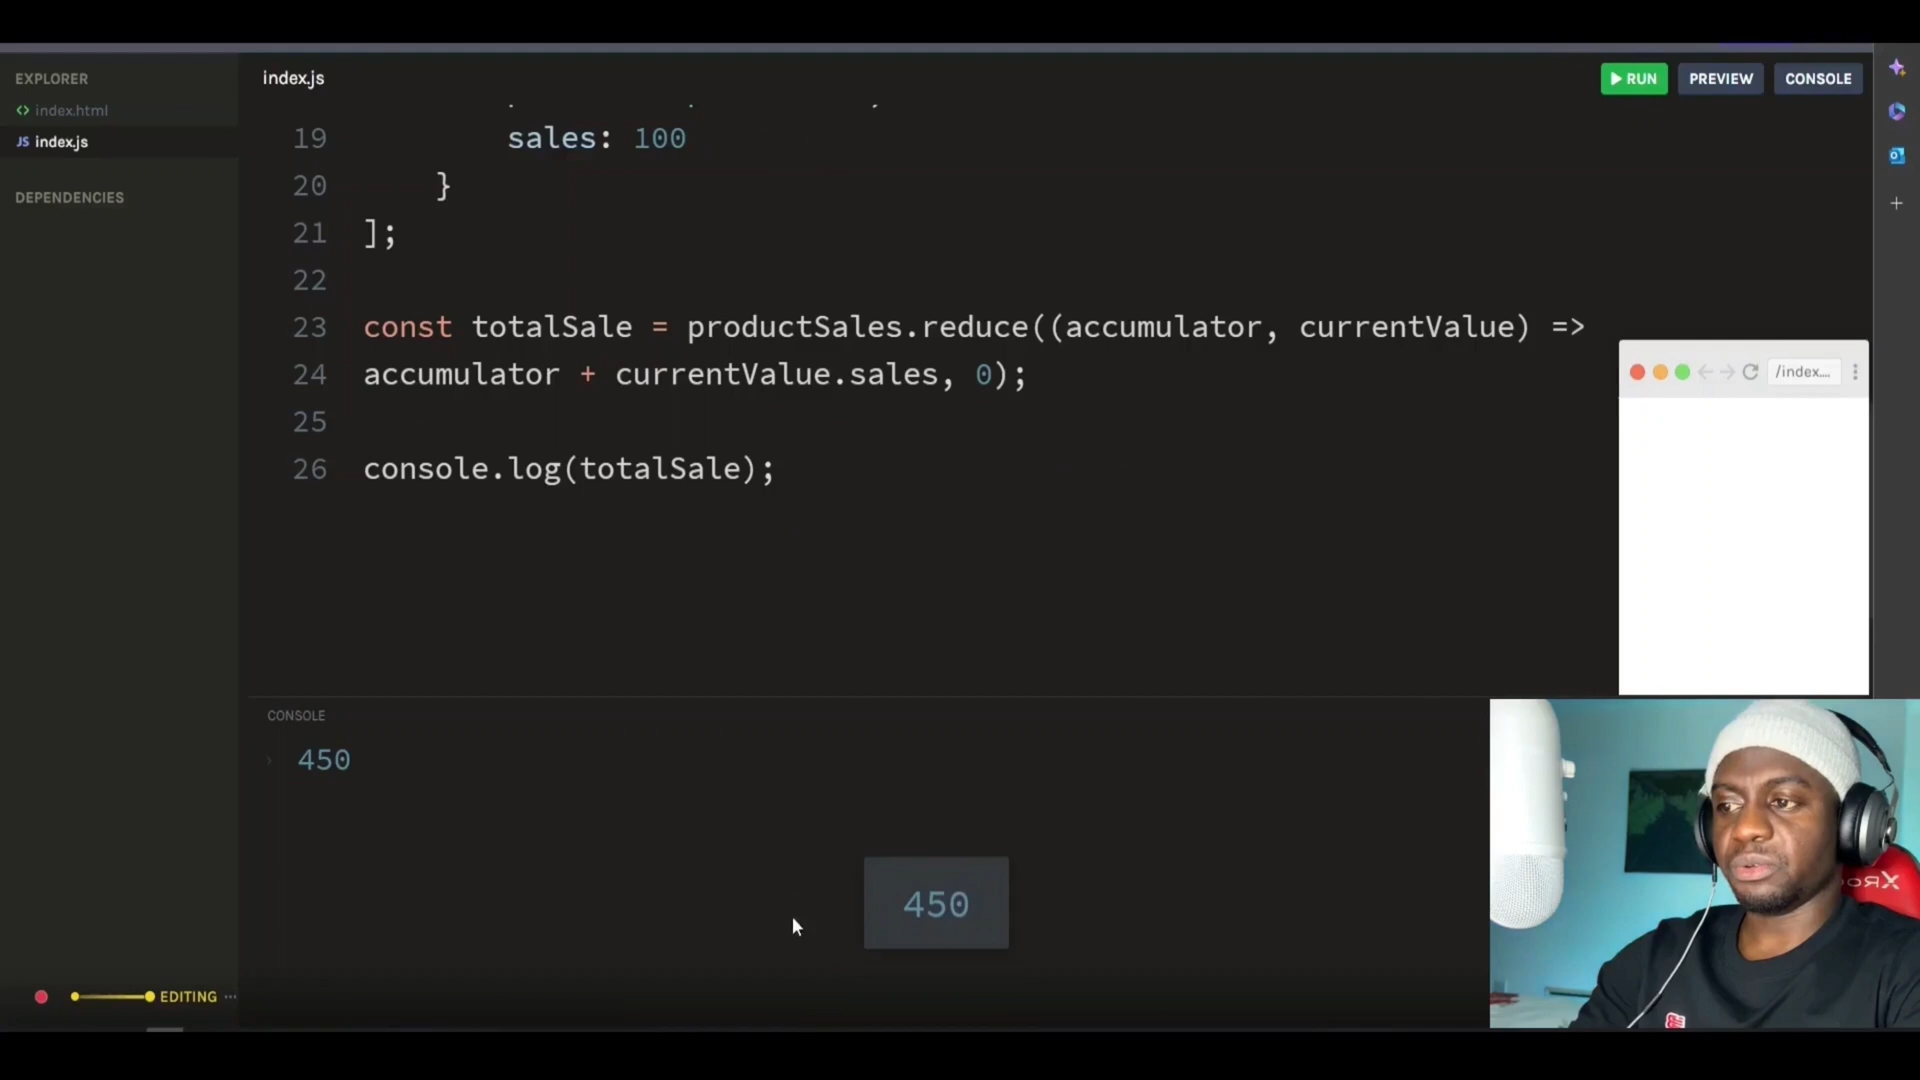 EXPLORER
index.html
JS index.js
DEPENDENCIES
index.js
RUN
PREVIEW
CONSOLE
19 sales: 100
20 }
21 ];
22
23 const totalSale = productSales.reduce((accumulator, currentValue) =>
24 accumulator + currentValue.sales, 0);
25
26 console.log(totalSale);
/index...
CONSOLE
450
450
EDITING ...